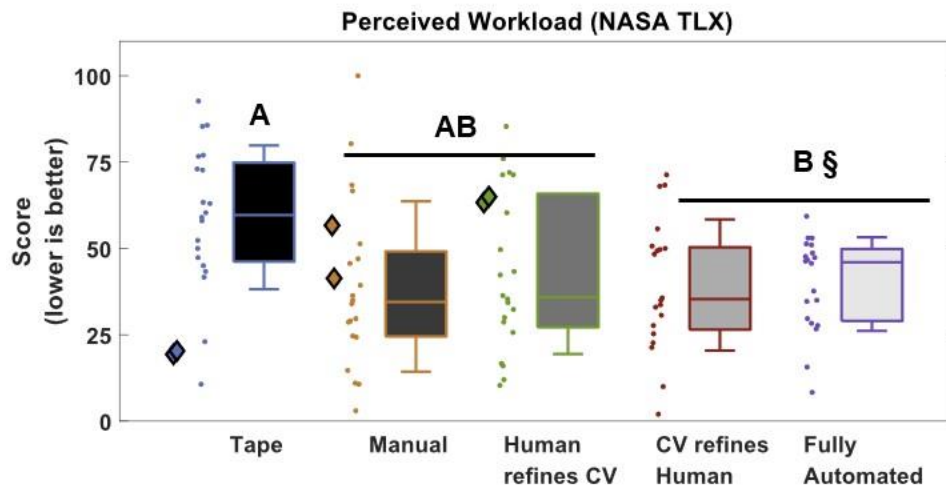 Perceived Workload (NASA TLX)
Score
(lower is better)
100
75
50
25
0
A
AB
B §
Tape
Manual
Human
refines CV
CV refines
Human
Fully
Automated